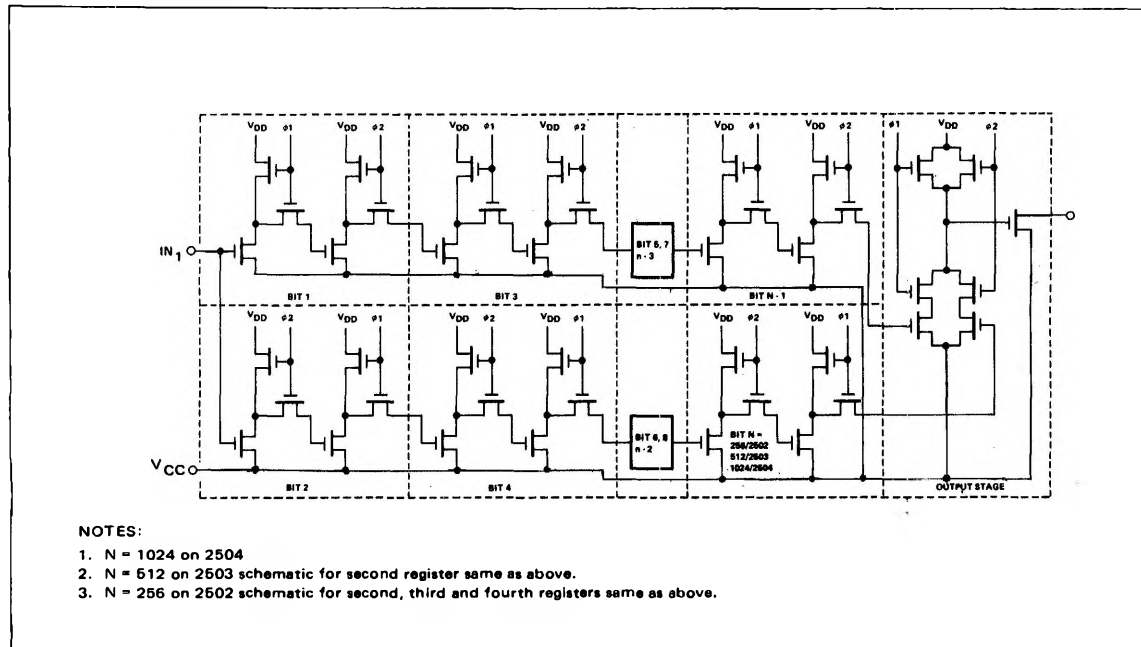 VDD φ1 VDD φ2 VDD φ1 VDD φ2 VDD φ1 VDD φ2 φ1 VDD φ2
IN1
BIT 5, 7
n - 3
BIT 1 BIT 3 BIT N - 1
VDD φ2 VDD φ1 VDD φ2 VDD φ1 VDD φ2 VDD φ1
BIT 6, 8
n - 2
BIT N =
256/2502
512/2503
1024/2504
VCC
BIT 2 BIT 4 OUTPUT STAGE
NOTES:
1. N = 1024 on 2504
2. N = 512 on 2503 schematic for second register same as above.
3. N = 256 on 2502 schematic for second, third and fourth registers same as above.